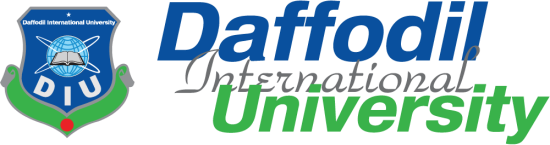 Daffodil International University
DIU
Daffodil
International
University